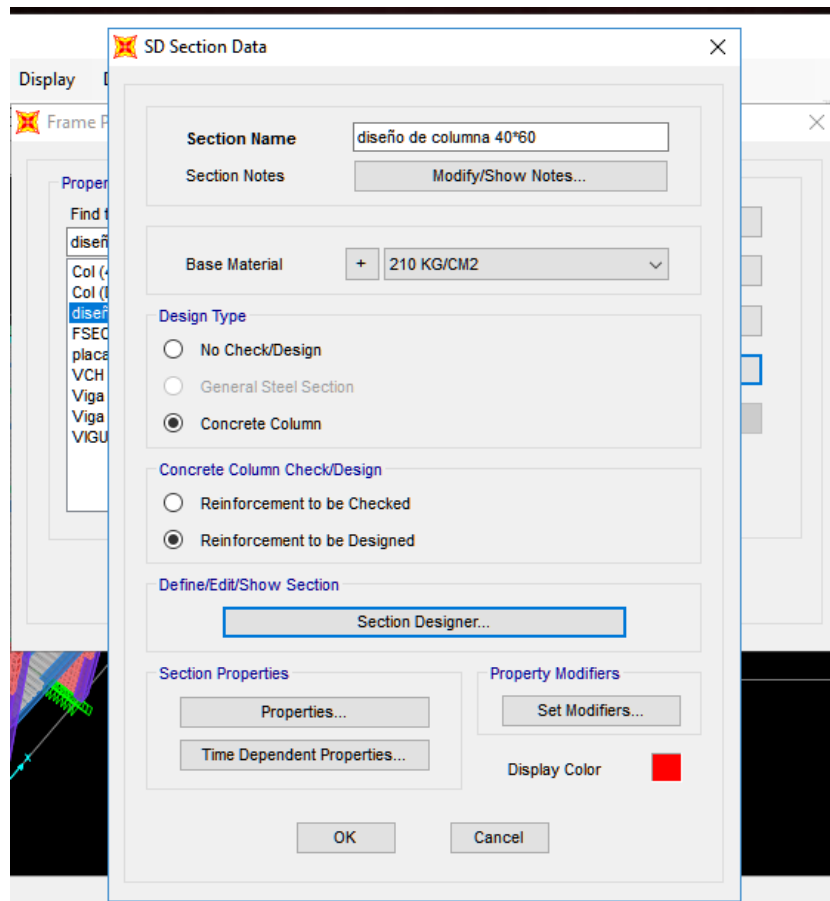 SD Section Data
Display
Frame P
Section Name diseño de columna 40*60
Section Notes Modify/Show Notes...
Proper
Find t
diseñ
Base Material + 210 KG/CM2
Col (4
Col (D
diseñ
FSEC
placa
VCH
Viga
Viga
VIGU
Design Type
No Check/Design
General Steel Section
Concrete Column
Concrete Column Check/Design
Reinforcement to be Checked
Reinforcement to be Designed
Define/Edit/Show Section
Section Designer...
Section Properties
Properties...
Time Dependent Properties...
Property Modifiers
Set Modifiers...
Display Color
OK
Cancel